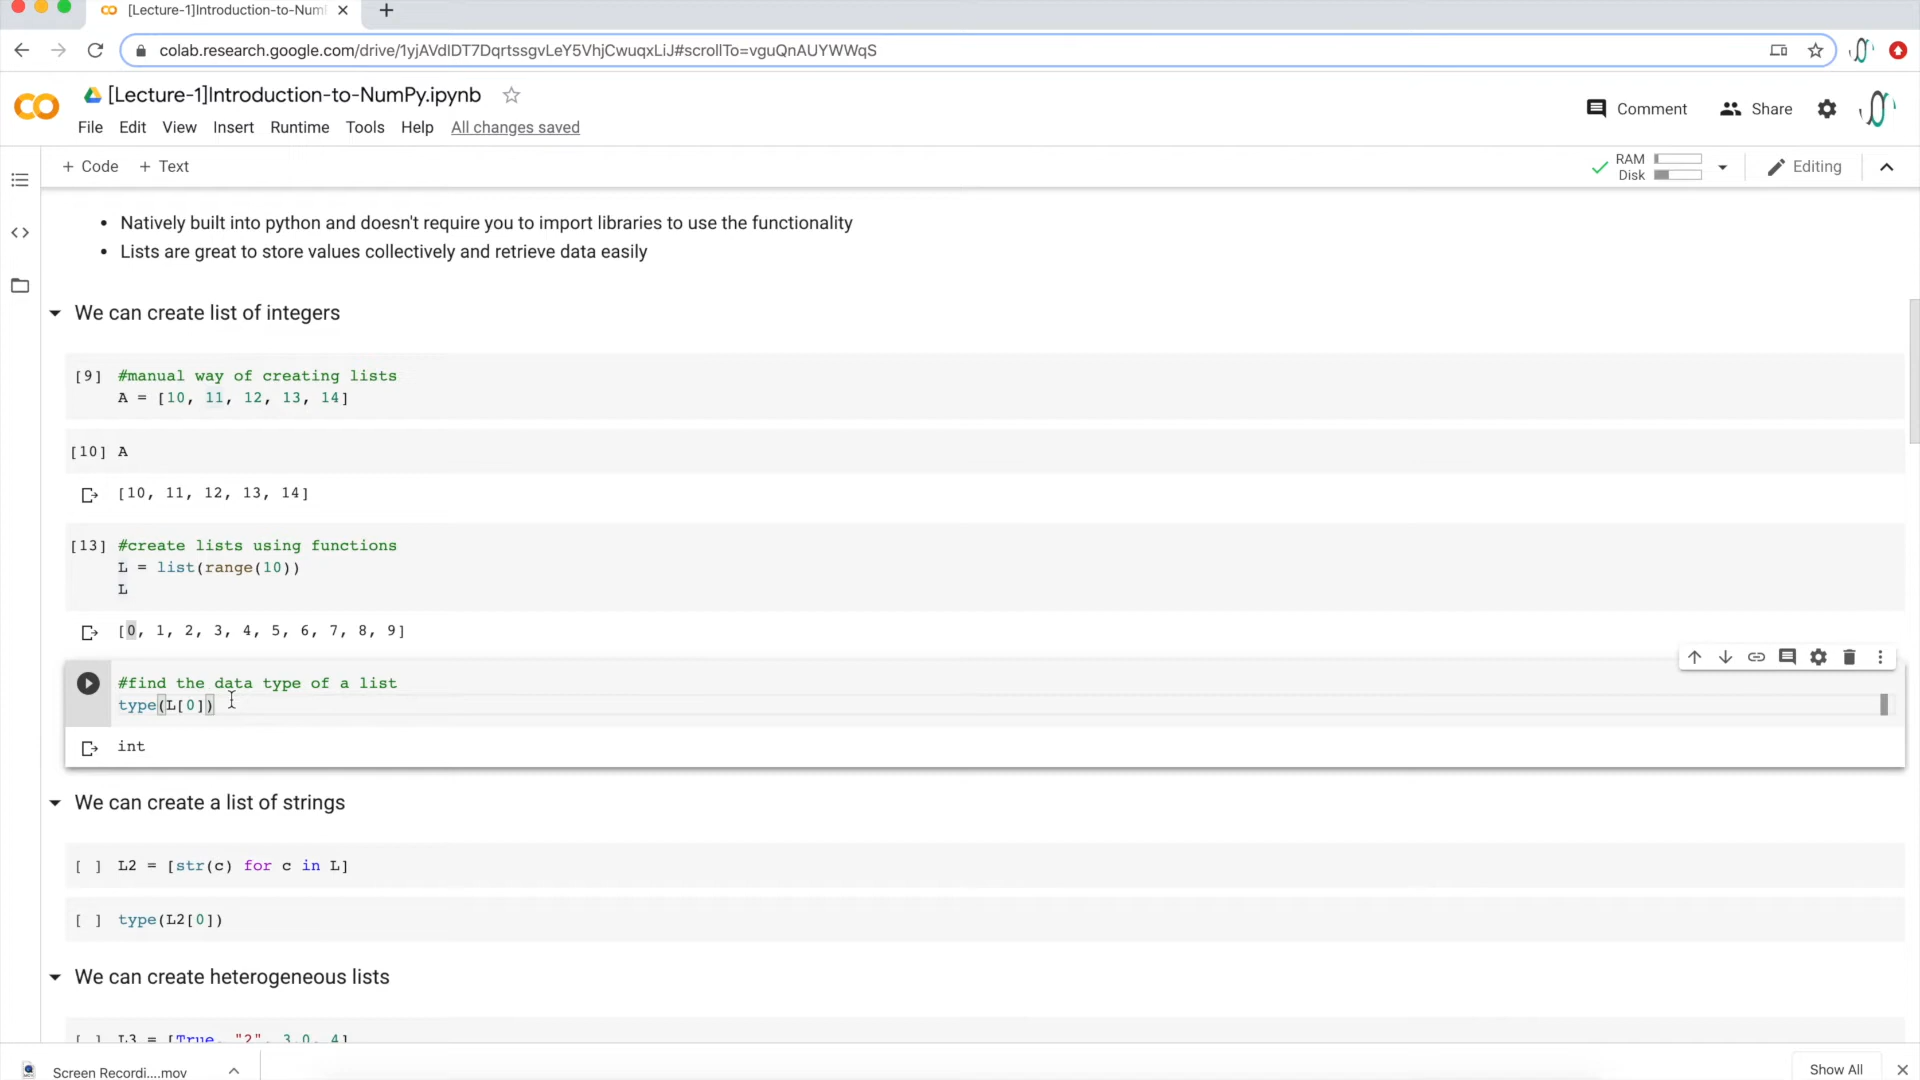 [Lecture-1]Introduction-to-Num
colab.research.google.com/drive/1yjAVdIDT7DqrtssgvLeY5VhjCwuqxLiJ#scrollTo=vguQnAUYWWqS
[Lecture-1]Introduction-to-NumPy.ipynb
Comment Share
File Edit View Insert Runtime Tools Help All changes saved
+ Code + Text
RAM
Disk
Editing
• Natively built into python and doesn't require you to import libraries to use the functionality
• Lists are great to store values collectively and retrieve data easily
We can create list of integers
[9] #manual way of creating lists
A = [10, 11, 12, 13, 14]
[10] A
[10, 11, 12, 13, 14]
[13] #create lists using functions
L = list(range(10))
L
[0, 1, 2, 3, 4, 5, 6, 7, 8, 9]
#find the data type of a list
type(L[0])
int
We can create a list of strings
[ ] L2 = [str(c) for c in L]
[ ] type(L2[0])
We can create heterogeneous lists
[ ] L3 = [True, "2", 3.0, 4]
Screen Recordi....mov
Show All